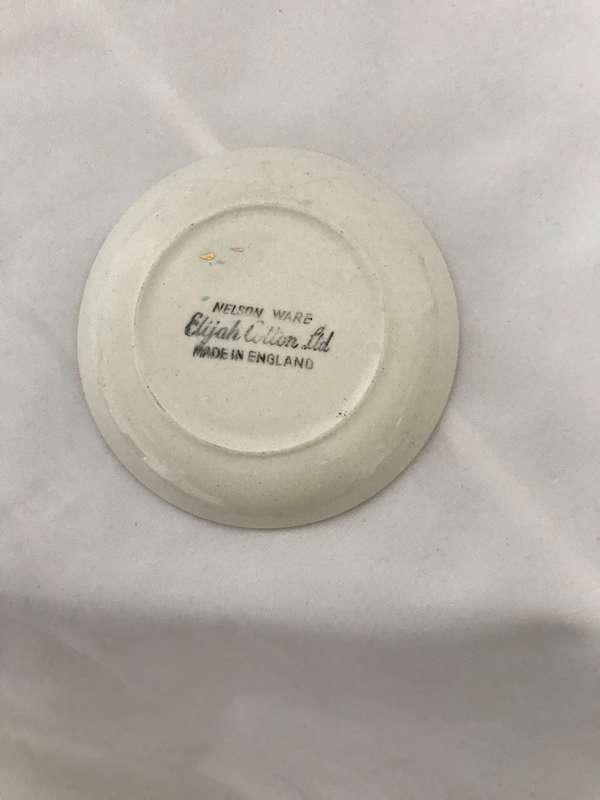 NELSON WARE
Elijah Cotton Ltd
MADE IN ENGLAND